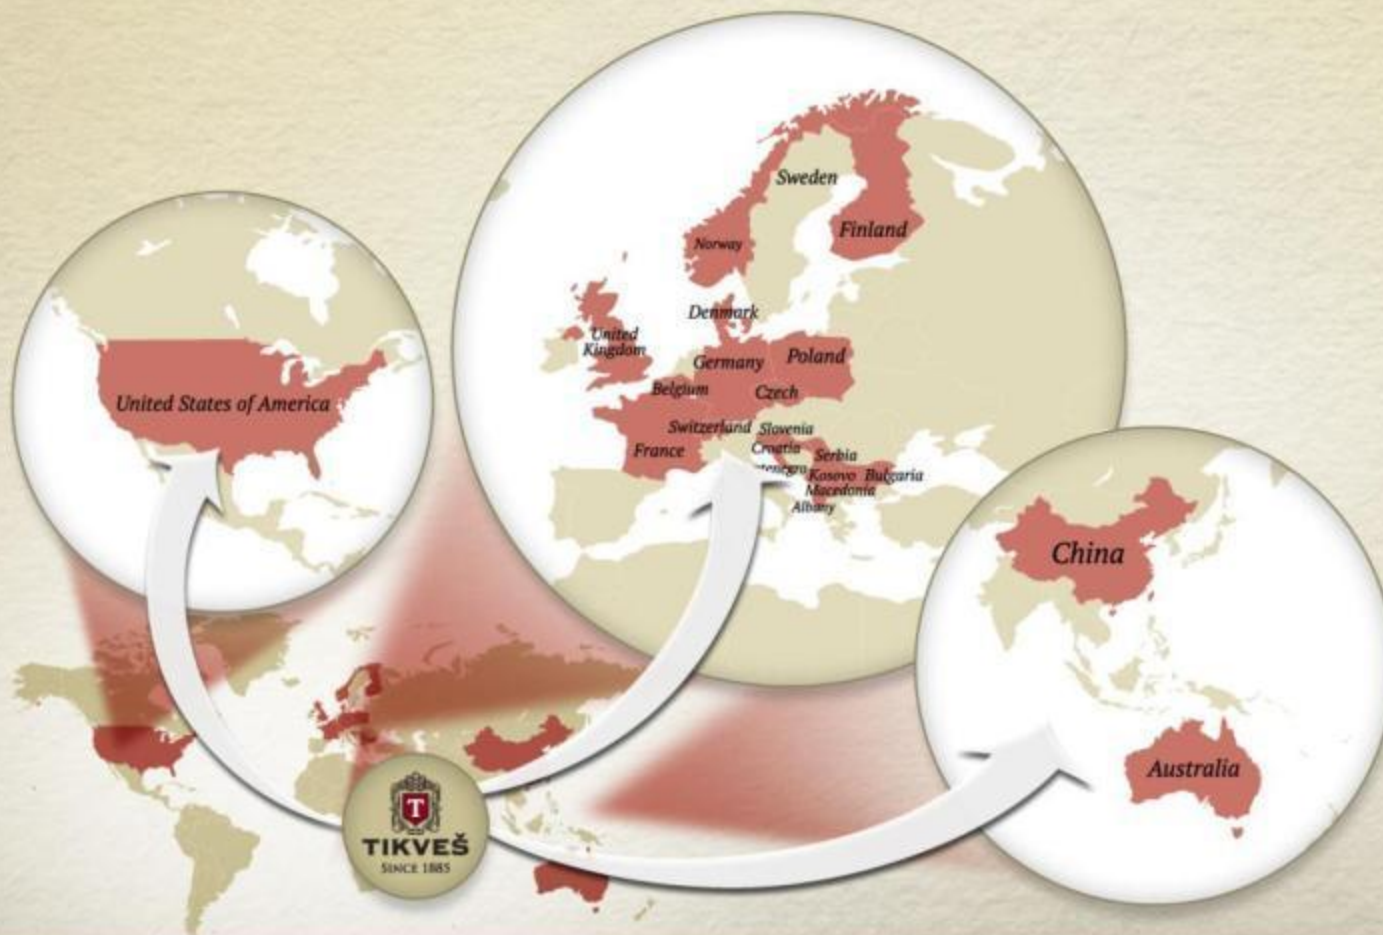 Sweden
Finland
Norway
Denmark
United
Kingdom
Germany
Poland
Belgium
Czech
United States of America
Switzerland
Slovenia
France
Croatia
Serbia
tenegro
Kosovo
Bulgaria
Macedonia
Albany
China
Australia
T
TIKVEŠ
SINCE 1885